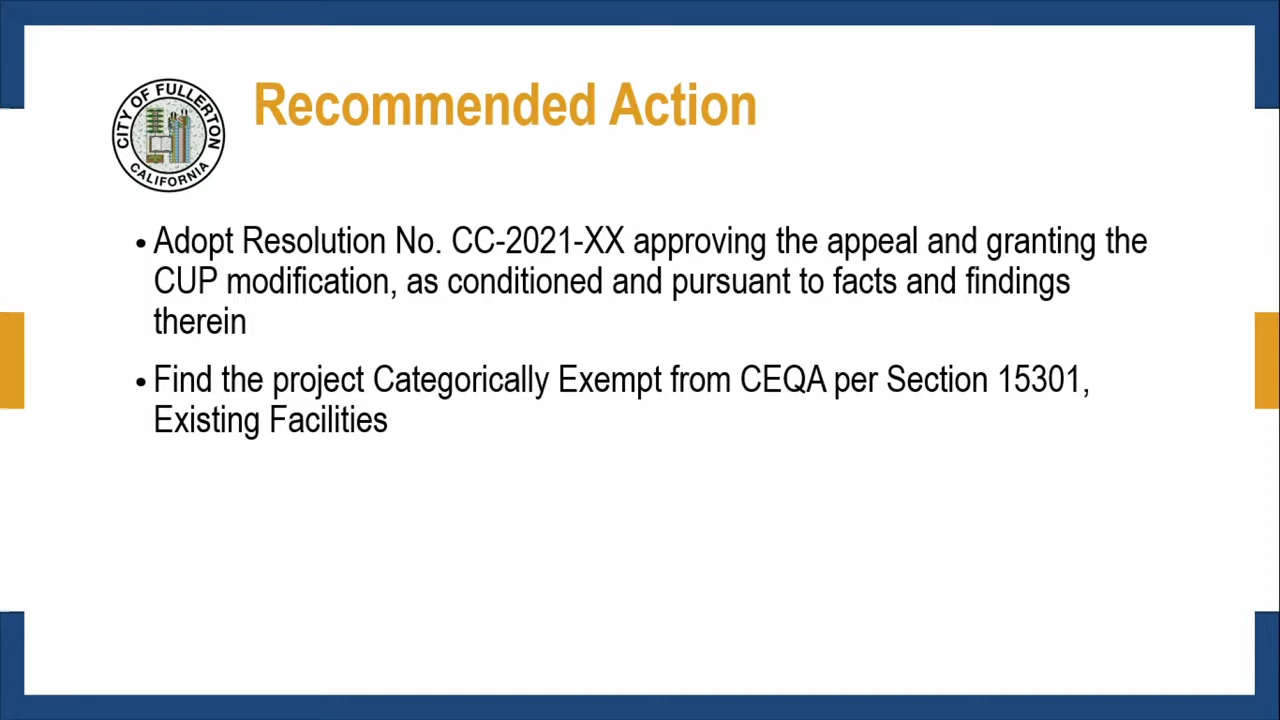 CITY OF FULLERTON
CALIFORNIA
Recommended Action
• Adopt Resolution No. CC-2021-XX approving the appeal and granting the
CUP modification, as conditioned and pursuant to facts and findings
therein
• Find the project Categorically Exempt from CEQA per Section 15301,
Existing Facilities